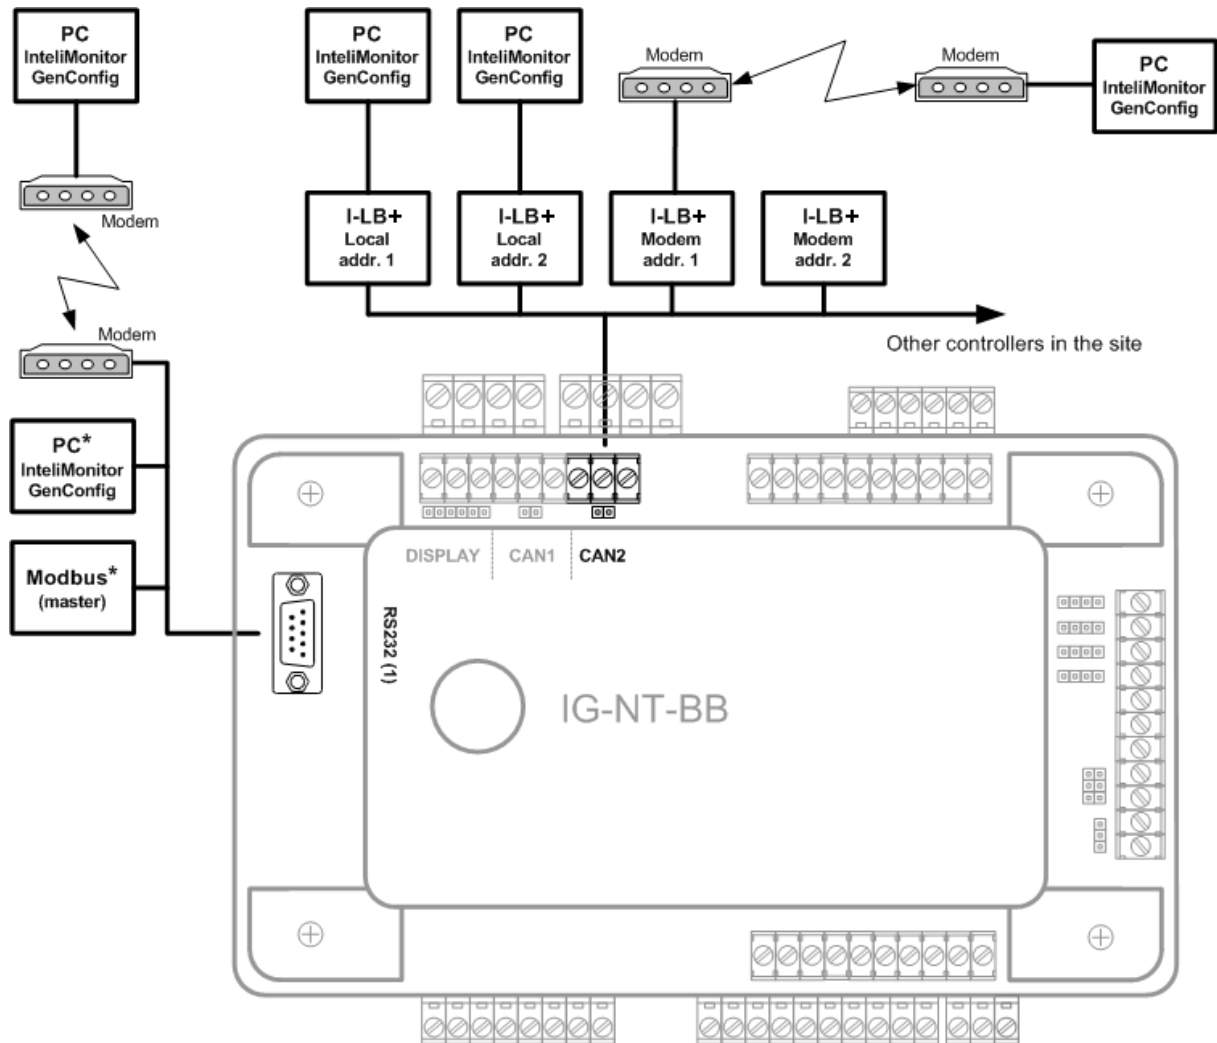 PC
InteliMonitor
GenConfig
PC
InteliMonitor
GenConfig
PC
InteliMonitor
GenConfig
Modem
Modem
PC
InteliMonitor
GenConfig
Modem
I-LB+
Local
addr. 1
I-LB+
Local
addr. 2
I-LB+
Modem
addr. 1
I-LB+
Modem
addr. 2
Modem
Other controllers in the site
PC*
InteliMonitor
GenConfig
Modbus*
(master)
DISPLAY
CAN1
CAN2
RS232 (1)
IG-NT-BB